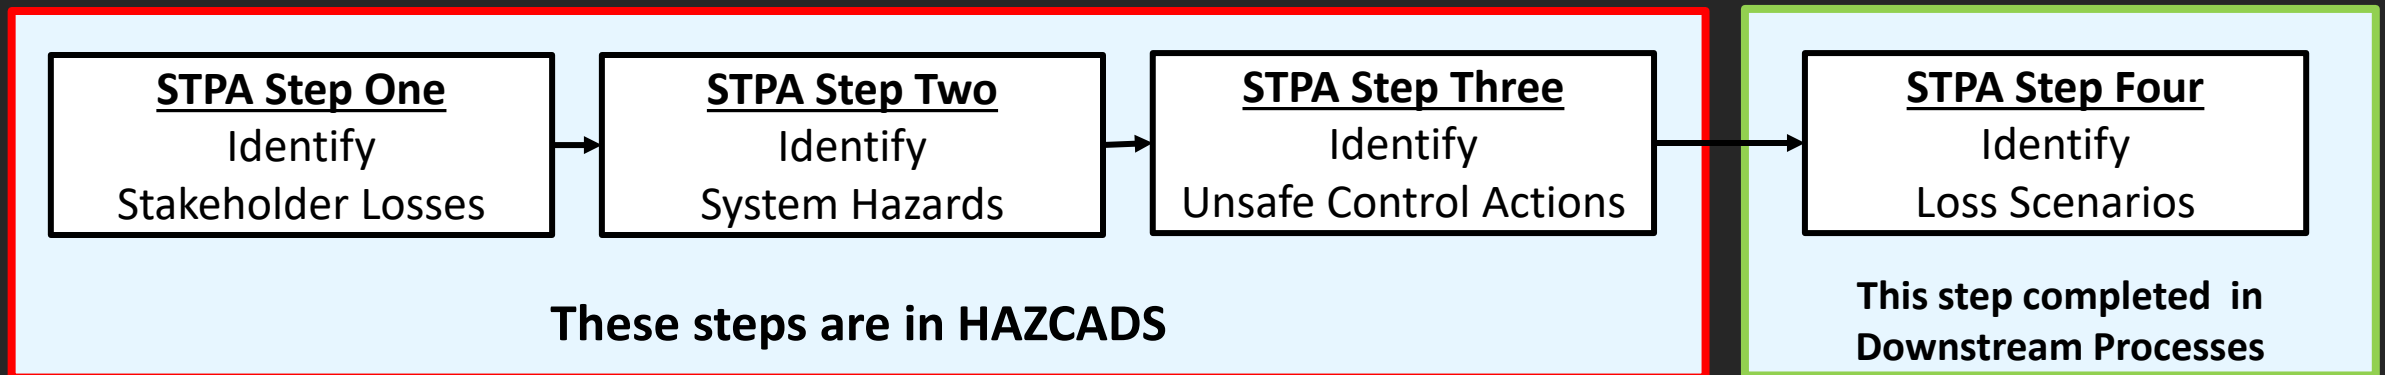 STPA Step One
Identify
Stakeholder Losses
STPA Step Two
Identify
System Hazards
STPA Step Three
Identify
Unsafe Control Actions
STPA Step Four
Identify
Loss Scenarios
These steps are in HAZCADS
This step completed in
Downstream Processes